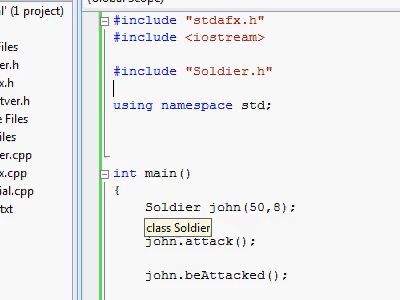 (Global Scope)
l' (1 project)
Files
er.h
x.h
tver.h
e Files
iles
er.cpp
x.cpp
ial.cpp
.txt
#include "stdafx.h"
#include <iostream>
#include "Soldier.h"
using namespace std;
int main()
{
Soldier john(50,8);
class Soldier
john.attack();
john.beAttacked();